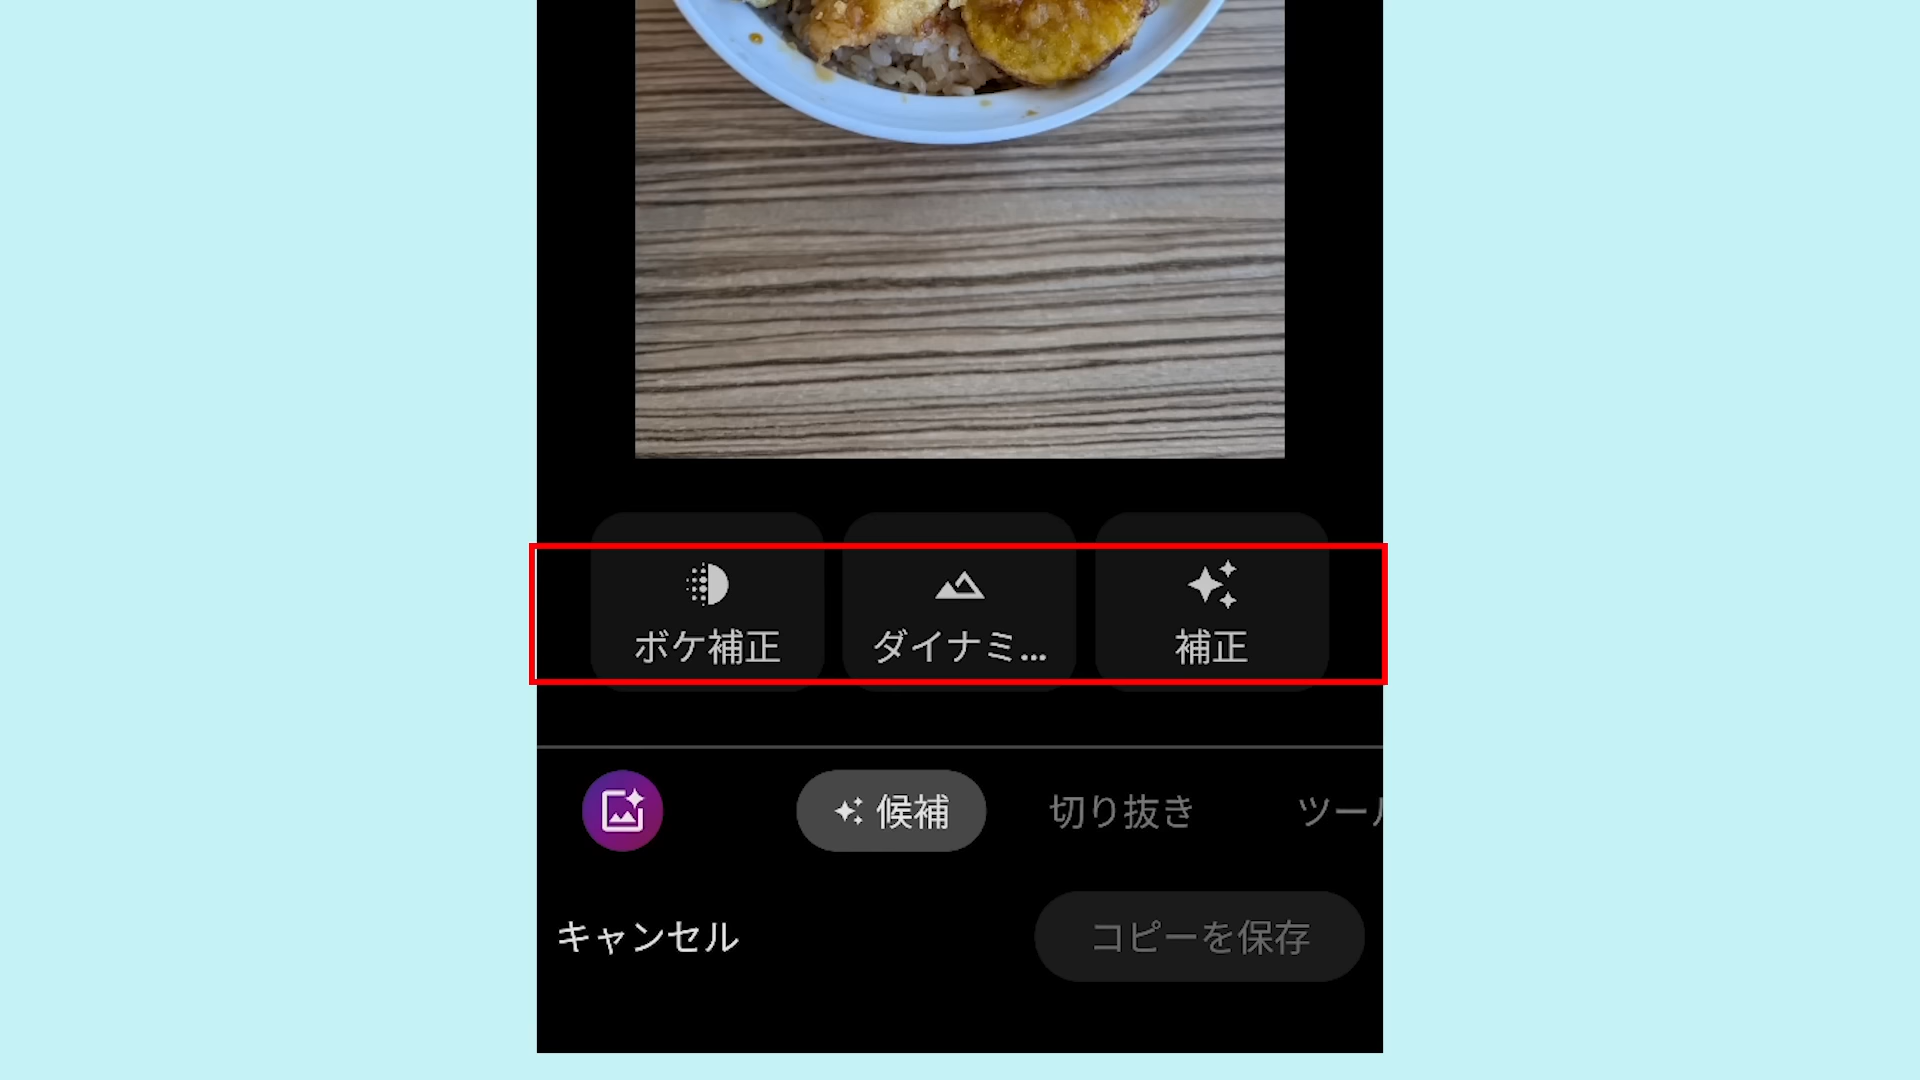 ボケ補正
ダイナミ...
補正
候補
切り抜き
ツール
キャンセル
コピーを保存